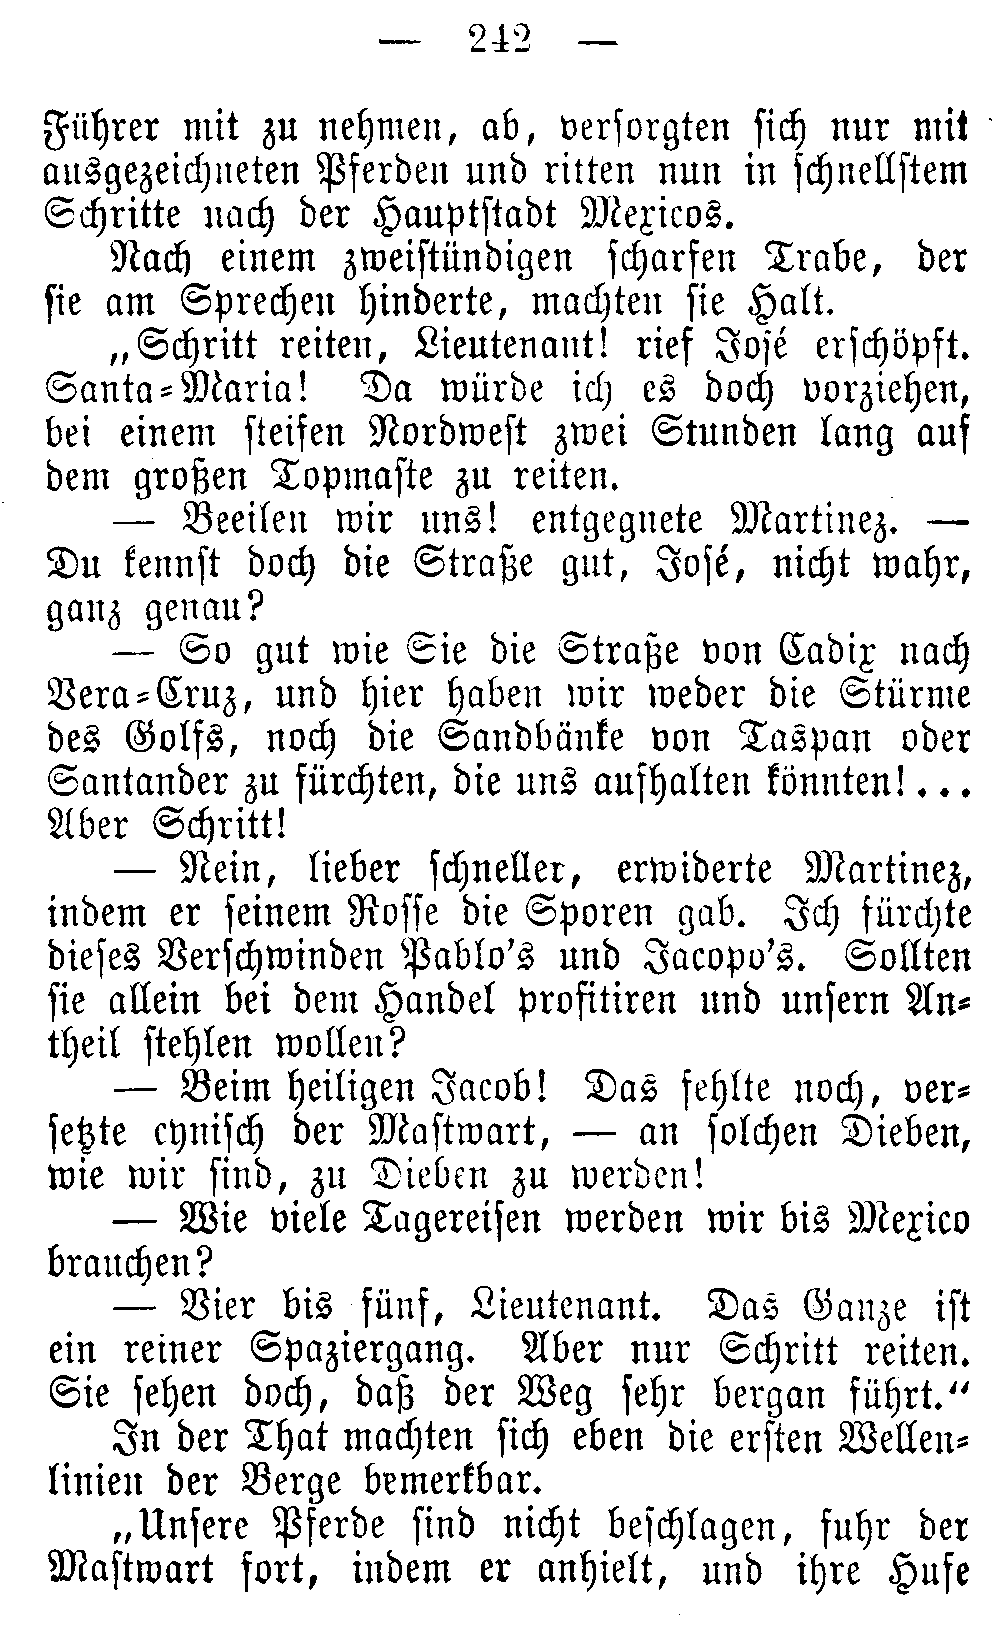 — 242 —
Führer mit zu nehmen, ab, versorgten sich nur mit
ausgezeichneten Pferden und ritten nun in schnellstem
Schritte nach der Hauptstadt Mexicos.
Nach einem zweistündigen scharfen Trabe, der
sie am Sprechen hinderte, machten sie Halt.
„Schritt reiten, Lieutenant! rief José erschöpft.
Santa-Maria! Da würde ich es doch vorziehen,
bei einem steifen Nordwest zwei Stunden lang auf
dem großen Topmaste zu reiten.
— Beeilen wir uns! entgegnete Martinez. —
Du kennst doch die Straße gut, José, nicht wahr,
ganz genau?
— So gut wie Sie die Straße von Cadix nach
Vera-Cruz, und hier haben wir weder die Stürme
des Golfs, noch die Sandbänke von Taspan oder
Santander zu fürchten, die uns aufhalten könnten!...
Aber Schritt!
— Nein, lieber schneller, erwiderte Martinez,
indem er seinem Rosse die Sporen gab. Ich fürchte
dieses Verschwinden Pablo's und Jacopo's. Sollten
sie allein bei dem Handel profitiren und unsern An-
theil stehlen wollen?
— Beim heiligen Jacob! Das fehlte noch, ver-
setzte cynisch der Mastwart, — an solchen Dieben,
wie wir sind, zu Dieben zu werden!
— Wie viele Tagereisen werden wir bis Mexico
brauchen?
— Vier bis fünf, Lieutenant. Das Ganze ist
ein reiner Spaziergang. Aber nur Schritt reiten.
Sie sehen doch, daß der Weg sehr bergan führt.“
In der That machten sich eben die ersten Wellen-
linien der Berge bemerkbar.
„Unsere Pferde sind nicht beschlagen, fuhr der
Mastwart fort, indem er anhielt, und ihre Hufe